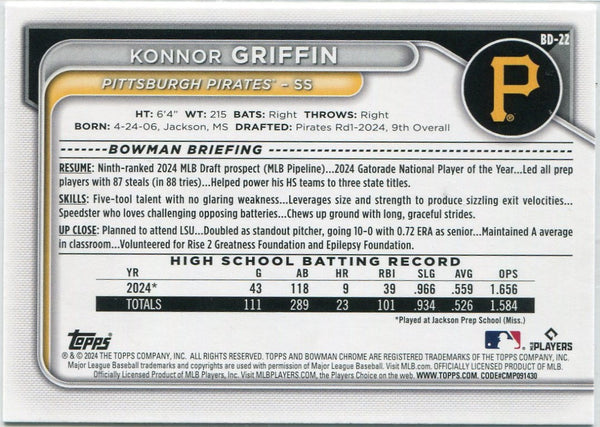 BD-22
KONNOR GRIFFIN
PITTSBURGH PIRATES™ – SS
P®
HT: 6'4" WT: 215 BATS: Right THROWS: Right
BORN: 4-24-06, Jackson, MS DRAFTED: Pirates Rd1-2024, 9th Overall
BOWMAN BRIEFING
RESUME: Ninth-ranked 2024 MLB Draft prospect (MLB Pipeline)...2024 Gatorade National Player of the Year...Led all prep
players with 87 steals (in 88 tries)...Helped power his HS teams to three state titles.
SKILLS: Five-tool talent with no glaring weakness...Leverages size and strength to produce sizzling exit velocities...
Speedster who loves challenging opposing batteries...Chews up ground with long, graceful strides.
UP CLOSE: Planned to attend LSU...Doubled as standout pitcher, going 10-0 with 0.72 ERA as senior...Maintained A average
in classroom...Volunteered for Rise 2 Greatness Foundation and Epilepsy Foundation.
HIGH SCHOOL BATTING RECORD
YR G AB HR RBI SLG AVG OPS
2024* 43 118 9 39 .966 .559 1.656
TOTALS 111 289 23 101 .934 .526 1.584
*Played at Jackson Prep School (Miss.)
Topps
MLB PLAYERS
® & © 2024 THE TOPPS COMPANY, INC. ALL RIGHTS RESERVED. TOPPS AND BOWMAN CHROME ARE REGISTERED TRADEMARKS OF THE TOPPS COMPANY, INC.
Major League Baseball trademarks and copyrights are used with permission of Major League Baseball. Visit MLB.com. OFFICIALLY LICENSED PRODUCT OF MLB.
Officially Licensed Product of MLB Players, Inc. Visit MLBPLAYERS.com, the Players Choice on the web. WWW.TOPPS.COM. CODE#CMP091430